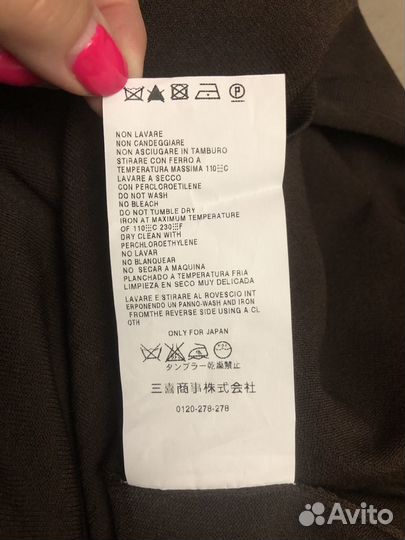 P
NON LAVARE
NON CANDEGGIARE
NON ASCIUGARE IN TAMBURO
STIRARE CON FERRO A
TEMPERATURA MASSIMA 110☷C
LAVARE A SECCO
CON PERCLOROETILENE
DO NOT WASH
NO BLEACH
DO NOT TUMBLE DRY
IRON AT MAXIMUM TEMPERATURE
OF 110☷C 230☷F
DRY CLEAN WITH
PERCHLOROETHYLENE
NO LAVAR
NO BLANQUEAR
NO SECAR A MAQUINA
PLANCHADO A TEMPERATURA FRIA
LIMPIEZA EN SECO MUY DELICADA
LAVARE E STIRARE AL ROVESCIO INT
ERPONENDO UN PANNO-WASH AND IRON
FROMTHE REVERSE SIDE USING A CL
OTH
ONLY FOR JAPAN
タンブラー乾燥禁止
三喜商事株式会社
0120-278-278
Avito